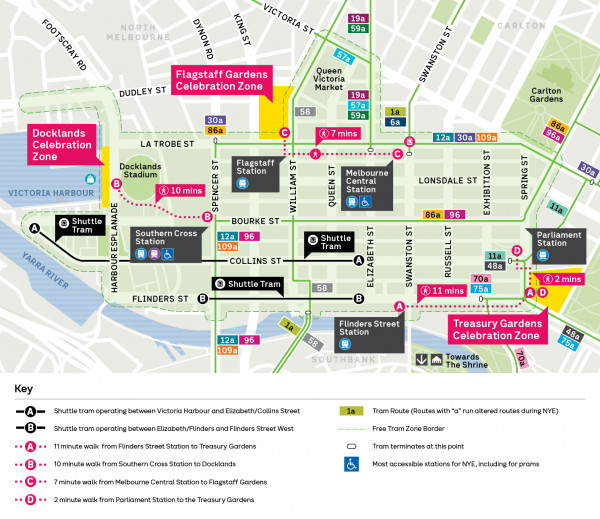 NORTH
MELBOURNE
CARLTON
FOOTSCRAY RD
DYNON RD
KING ST
VICTORIA ST
SWANSTON ST
19a
59a
57a
DUDLEY ST
Flagstaff Gardens
Celebration Zone
Queen
Victoria
Market
Carlton
Gardens
58
19a
57a
59a
1a
6a
30a
86a
12a 30a 109a
86a
96a
Docklands
Celebration
Zone
LA TROBE ST
C
7 mins
C
Docklands
Stadium
Flagstaff
Station
Melbourne
Central
Station
LONSDALE ST
VICTORIA HARBOUR
B
10 mins
B
SPENCER ST
WILLIAM ST
QUEEN ST
EXHIBITION ST
SPRING ST
11a
BOURKE ST
86a 96
Parliament
Station
A
Shuttle
Tram
HARBOUR ESPLANADE
Southern Cross
Station
12a 96
109a
Shuttle
Tram
COLLINS ST
ELIZABETH ST
SWANSTON ST
RUSSELL ST
D
11a
48a
2 mins
YARRA RIVER
Shuttle Tram
58
70a
75a
FLINDERS ST
B
B
A
11 mins
A
D
Treasury Gardens
Celebration Zone
Flinders Street
Station
12a 96
109a
1a
58
SOUTHBANK
Towards
The Shrine
70a
48a
75a
Key
A Shuttle tram operating between Victoria Harbour and Elizabeth/Collins Street
B Shuttle tram operating between Elizabeth/Flinders and Flinders Street West
A 11 minute walk from Flinders Street Station to Treasury Gardens
B 10 minute walk from Southern Cross Station to Docklands
C 7 minute walk from Melbourne Central Station to Flagstaff Gardens
D 2 minute walk from Parliament Station to the Treasury Gardens
1a Tram Route (Routes with "a" run altered routes during NYE)
Free Tram Zone Border
Tram terminates at this point
Most accessible stations for NYE, including for prams